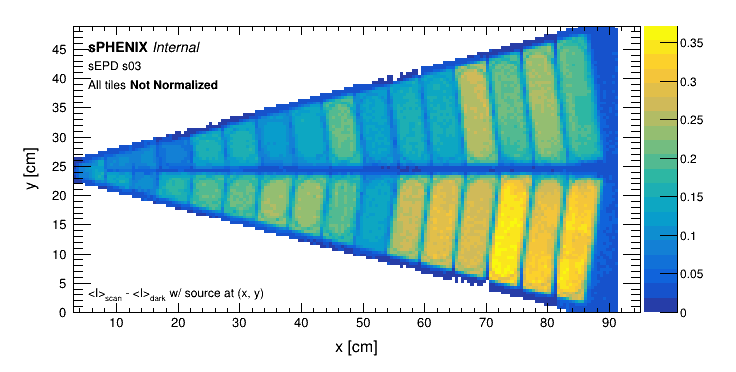 sPHENIX Internal
sEPD s03
All tiles Not Normalized
<I>scan - <I>dark w/ source at (x, y)
y [cm]
45
40
35
30
25
20
15
10
5
0
10 20 30 40 50 60 70 80 90
x [cm]
0.35
0.3
0.25
0.2
0.15
0.1
0.05
0